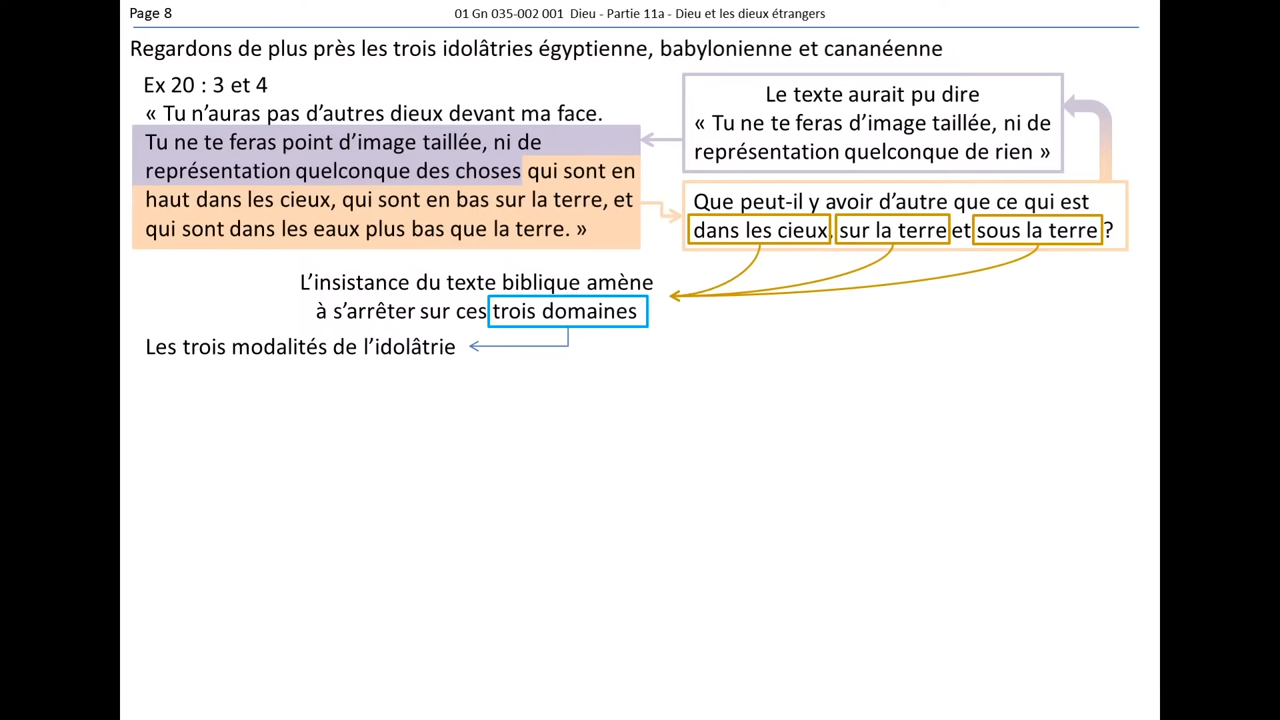 Page 8
01 Gn 035-002 001  Dieu - Partie 11a - Dieu et les dieux étrangers
Regardons de plus près les trois idolâtries égyptienne, babylonienne et cananéenne
Ex 20 : 3 et 4
« Tu n’auras pas d’autres dieux devant ma face.
Tu ne te feras point d’image taillée, ni de
représentation quelconque des choses qui sont en
haut dans les cieux, qui sont en bas sur la terre, et
qui sont dans les eaux plus bas que la terre. »
Le texte aurait pu dire
« Tu ne te feras d’image taillée, ni de
représentation quelconque de rien »
Que peut-il y avoir d’autre que ce qui est
dans les cieux, sur la terre et sous la terre ?
L’insistance du texte biblique amène
à s’arrêter sur ces trois domaines
Les trois modalités de l’idolâtrie